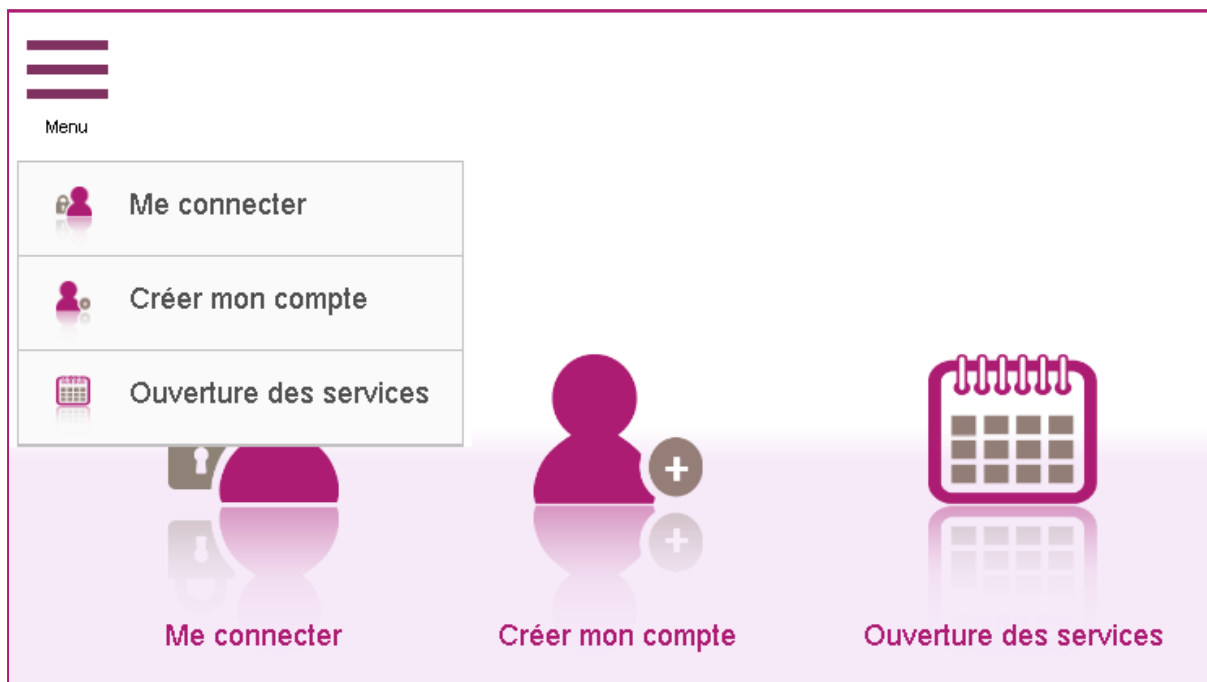 Menu
Me connecter
Créer mon compte
Ouverture des services
Me connecter
Créer mon compte
Ouverture des services